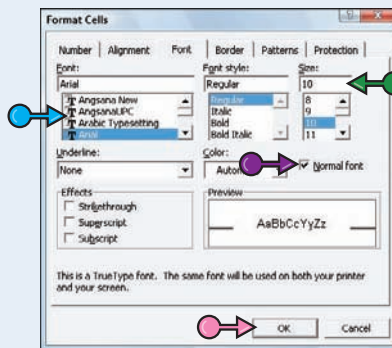 Format Cells
Number Alignment Font Border Patterns Protection
Font: Font style: Size:
Arial Regular 10
Angsana New Regular 8
AngsanaUPC Italic 9
Arabic Typesetting Bold 10
Arial Bold Italic 11
Underline: Color:
None Normal font
Effects Preview
Strikethrough
Superscript AaBbCcYyZz
Subscript
This is a TrueType font. The same font will be used on both your printer
and your screen.
OK Cancel